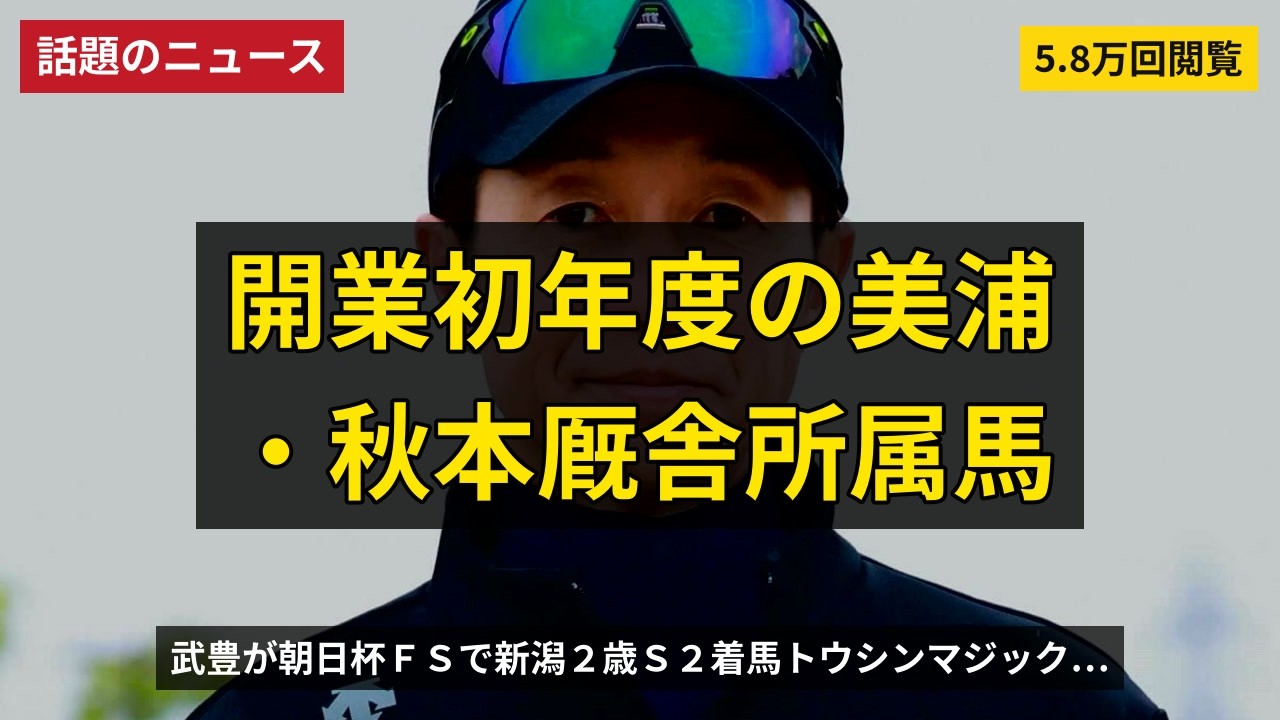 話題のニュース
5.8万回閲覧
開業初年度の美浦
・秋本厩舎所属馬
武豊が朝日杯ＦＳで新潟２歳Ｓ２着馬トウシンマジック…